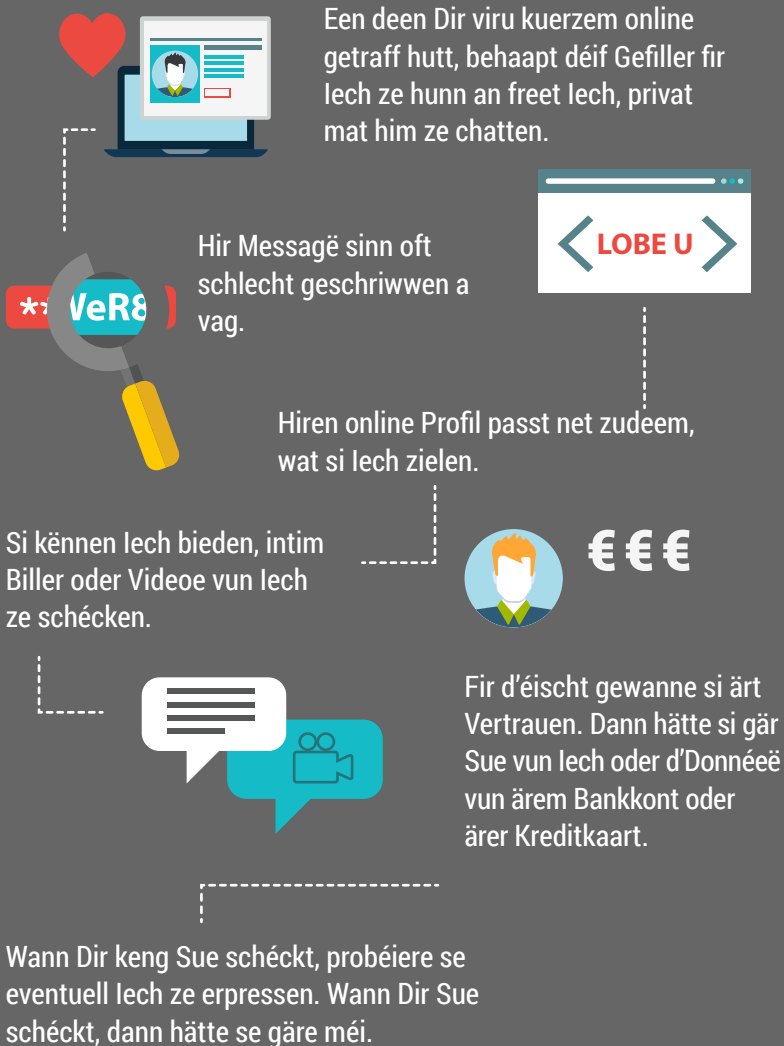 Een deen Dir viru kuerzem online
getraff hutt, behaapt déif Gefiller fir
Iech ze hunn an freet Iech, privat
mat him ze chatten.
LOBE U
Hir Messagë sinn oft
schlecht geschriwwen a
vag.
** WeR8
Hiren online Profil passt net zudeem,
wat si Iech zielen.
Si kënnen Iech bieden, intim
Biller oder Videoe vun Iech
ze schécken.
€ € €
Fir d'éischt gewanne si ärt
Vertrauen. Dann hätte si gär
Sue vun Iech oder d'Donnéeë
vun ärem Bankkont oder
ärer Kreditkaart.
Wann Dir keng Sue schéckt, probéiere se
eventuell Iech ze erpressen. Wann Dir Sue
schéckt, dann hätte se gäre méi.